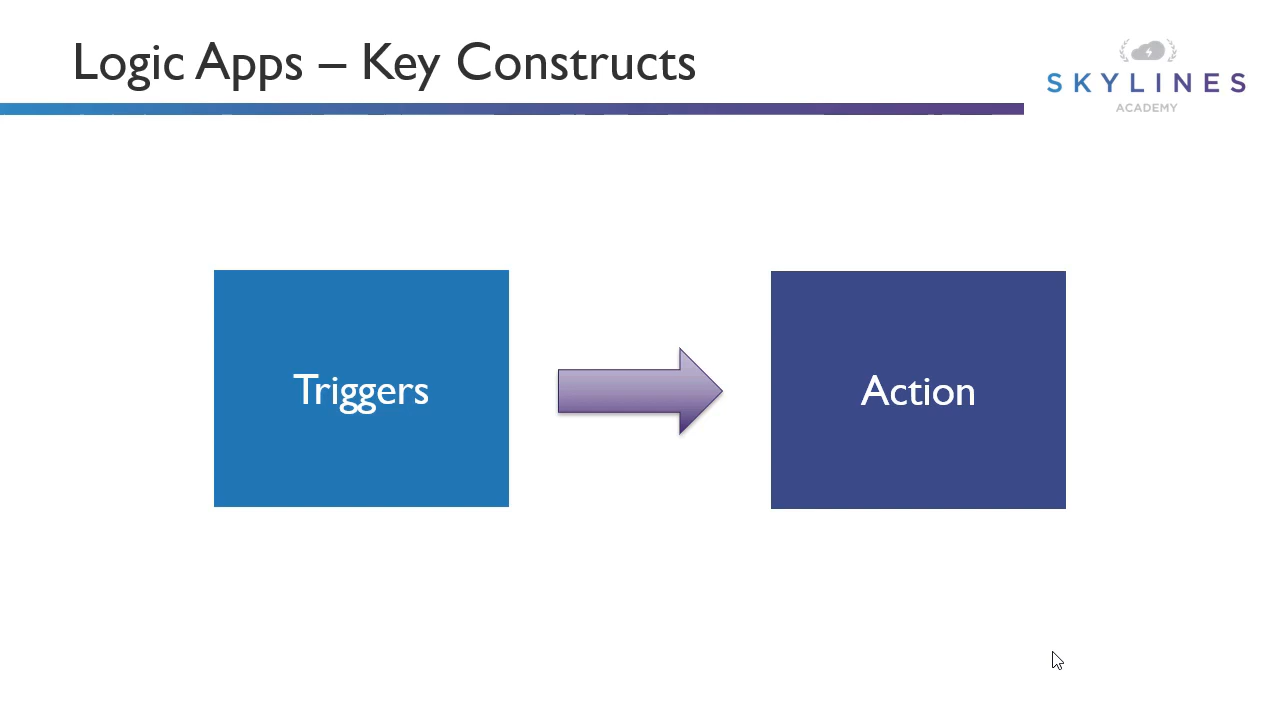 Logic Apps – Key Constructs
SKYLINES
ACADEMY
Triggers
Action